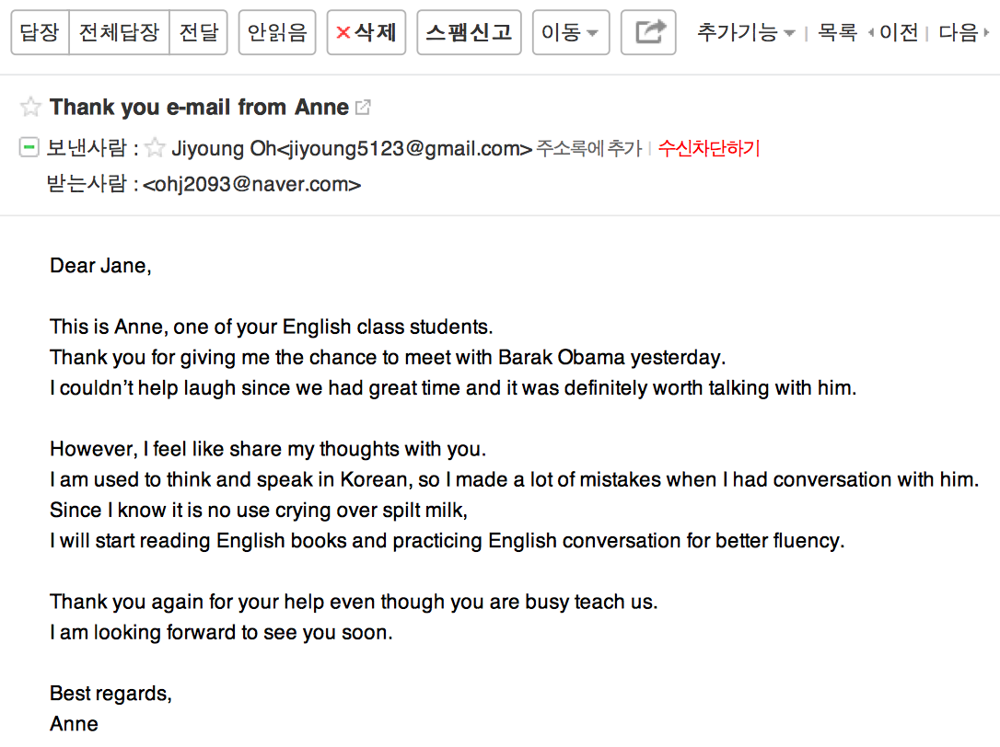 답장 전체답장 전달 안읽음 ×삭제 스팸신고 이동 추가기능 | 목록 이전 | 다음
Thank you e-mail from Anne
보낸사람 : Jiyoung Oh<jiyoung5123@gmail.com> 주소록에 추가 | 수신차단하기
받는사람 : <ohj2093@naver.com>
Dear Jane,
This is Anne, one of your English class students.
Thank you for giving me the chance to meet with Barak Obama yesterday.
I couldn't help laugh since we had great time and it was definitely worth talking with him.
However, I feel like share my thoughts with you.
I am used to think and speak in Korean, so I made a lot of mistakes when I had conversation with him.
Since I know it is no use crying over spilt milk,
I will start reading English books and practicing English conversation for better fluency.
Thank you again for your help even though you are busy teach us.
I am looking forward to see you soon.
Best regards,
Anne